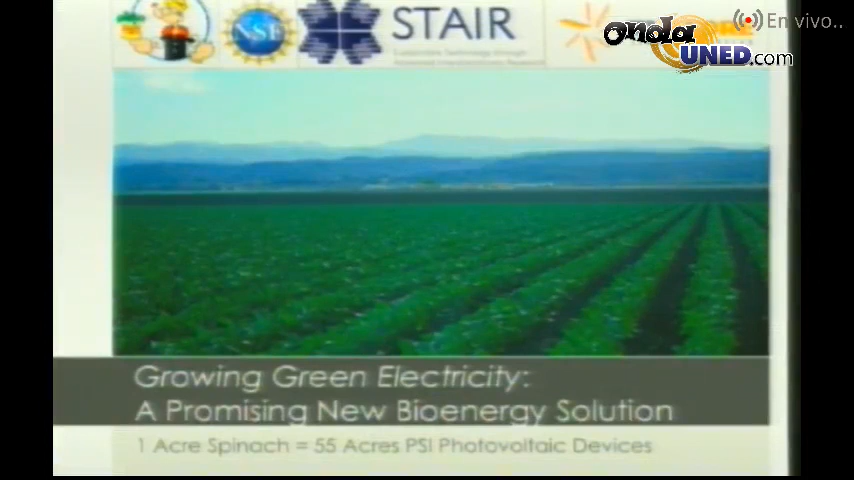 NSF
STAIR
onda
UNED.com
En vivo..
Growing Green Electricity:
A Promising New Bioenergy Solution
1 Acre Spinach = 55 Acres PSI Photovoltaic Devices